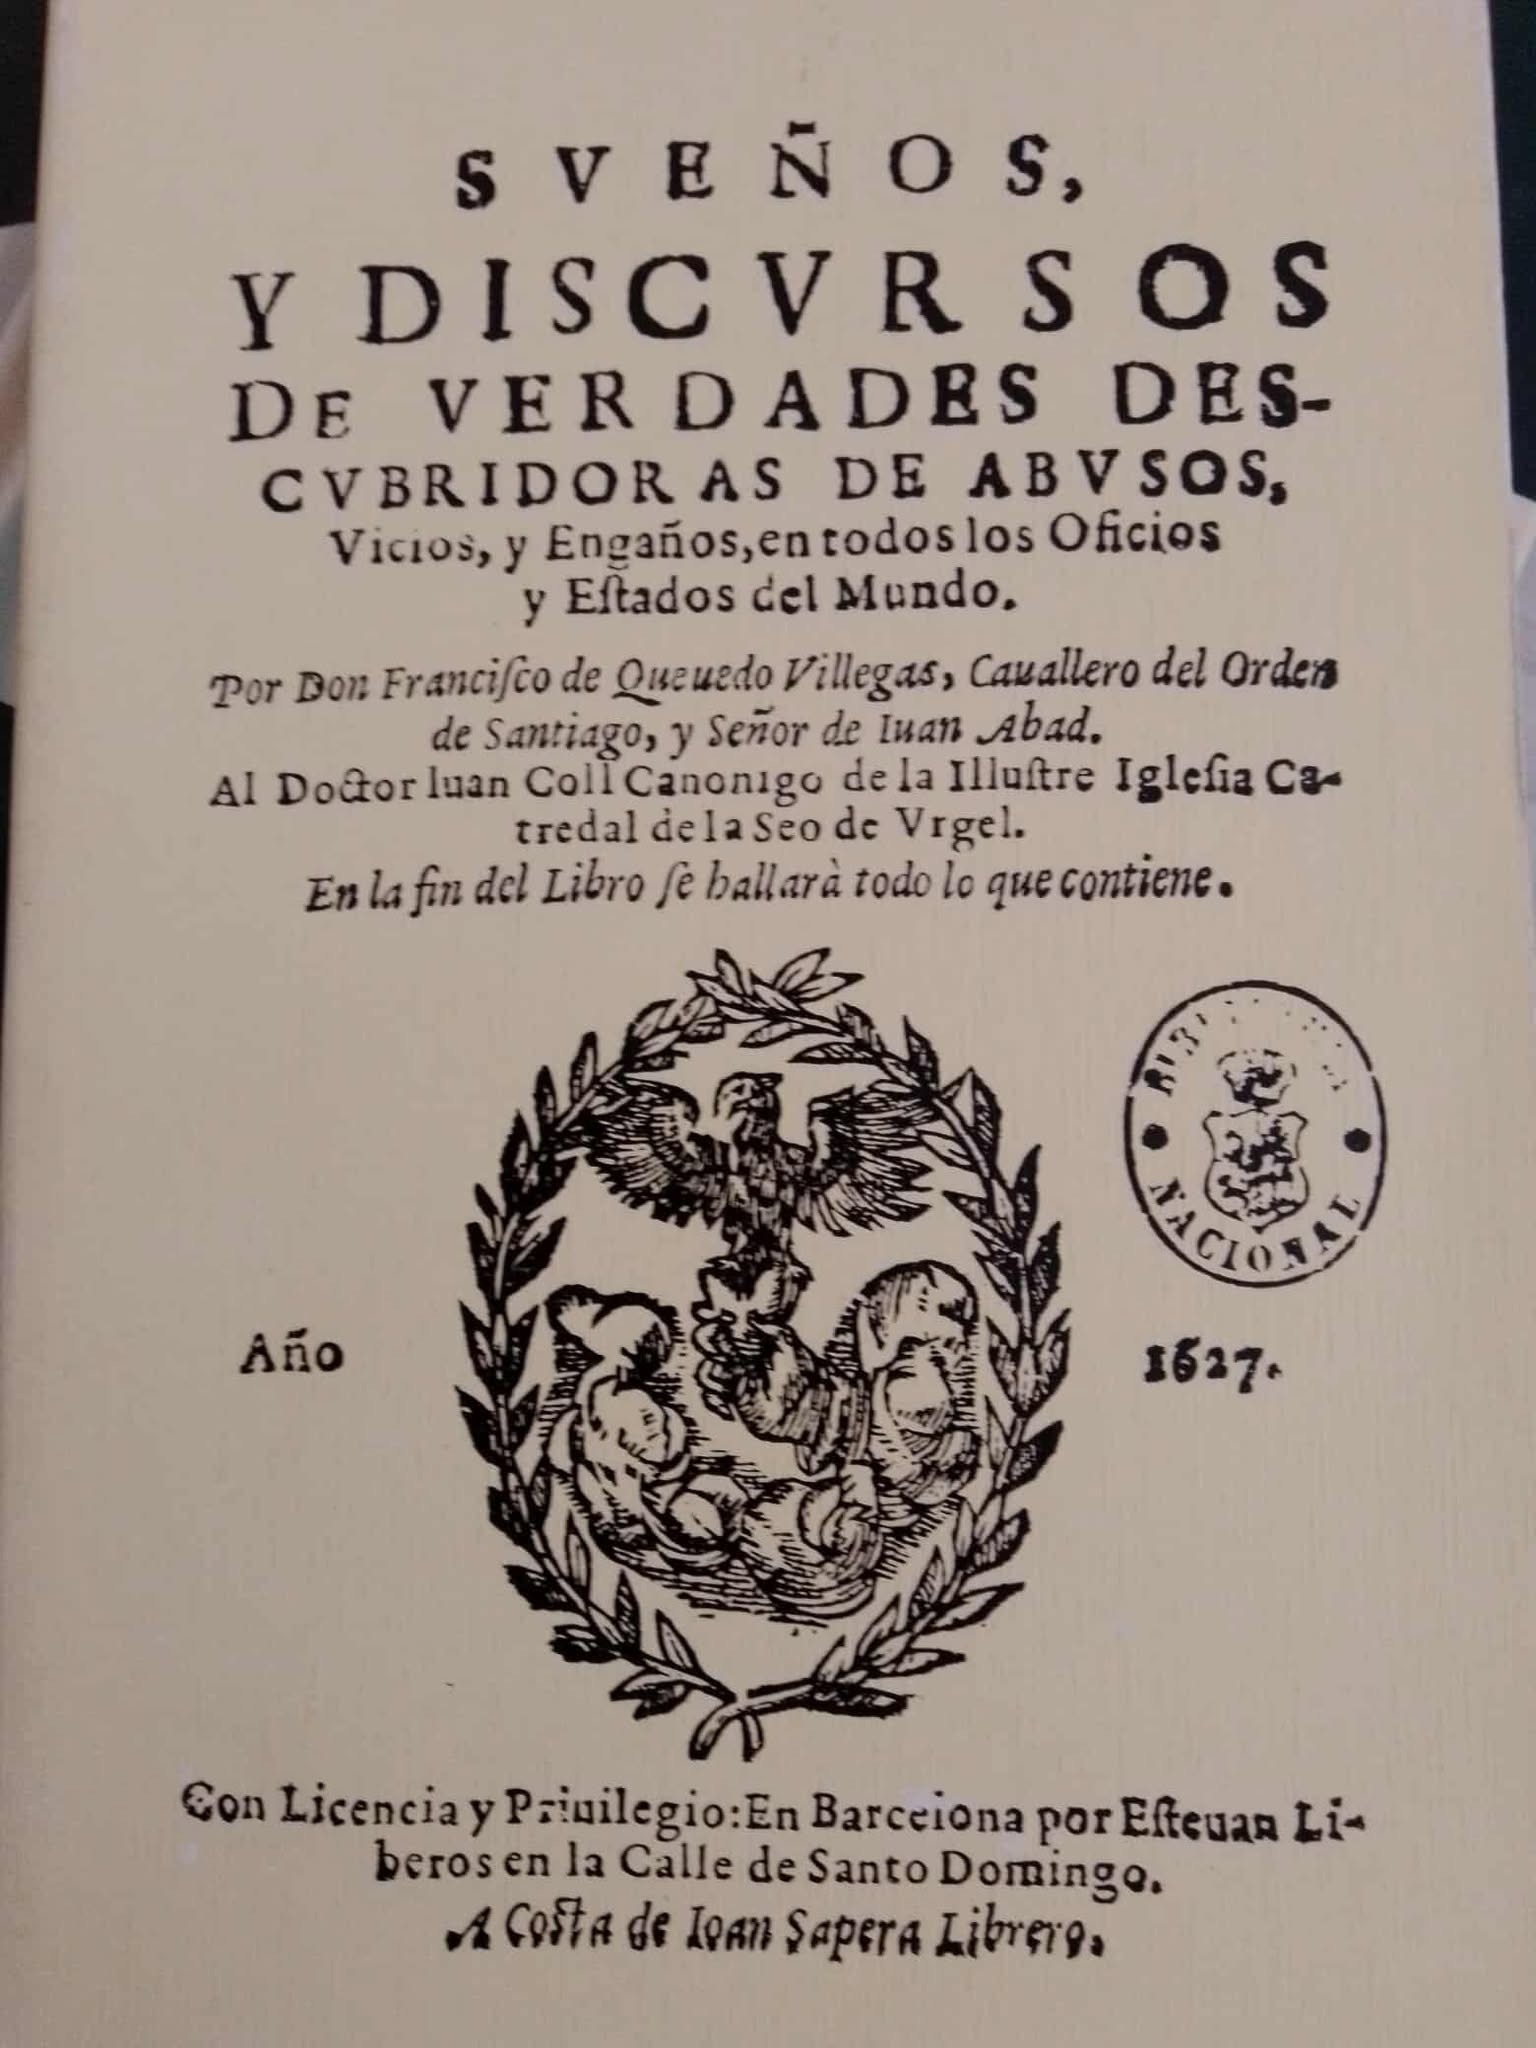 SVEÑOS,
Y DISCVRSOS
DE VERDADES DES-
CVBRIDORAS DE ABVSOS,
Vicios, y Engaños, en todos los Oficios
y Eſtados del Mundo.
Por Don Franciſco de Queuedo Villegas, Cauallero del Orden
de Santiago, y Señor de Iuan Abad.
Al Doctor Iuan Coll Canonigo de la Illuſtre Igleſia Ca-
tredal de la Seo de Vrgel.
En la fin del Libro ſe hallarà todo lo que contiene.
NACIONAL
Año 1627.
Con Licencia y Priuilegio: En Barcelona por Eſteuan Li-
beros en la Calle de Santo Domingo.
A Coſta de Ioan Sapera Librero.